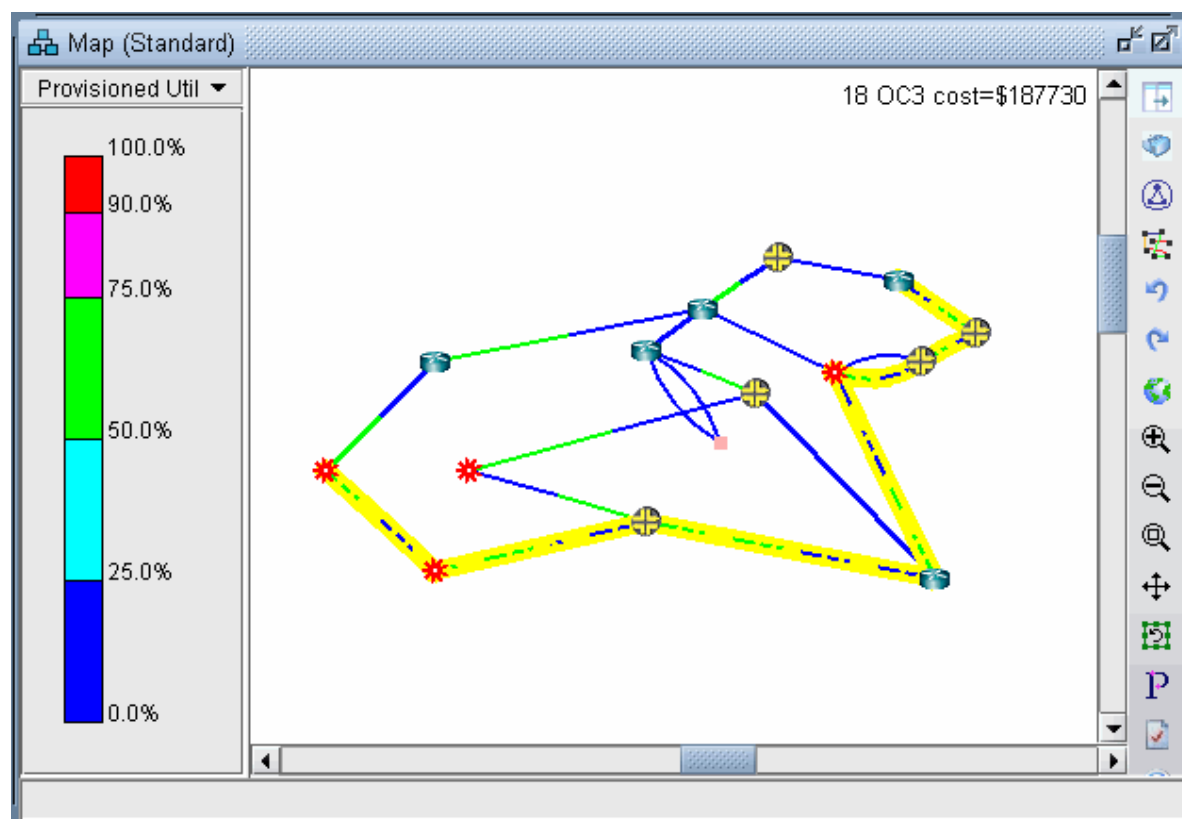 Map (Standard)
Provisioned Util
18 OC3 cost=$187730
100.0%
90.0%
75.0%
50.0%
25.0%
0.0%
P